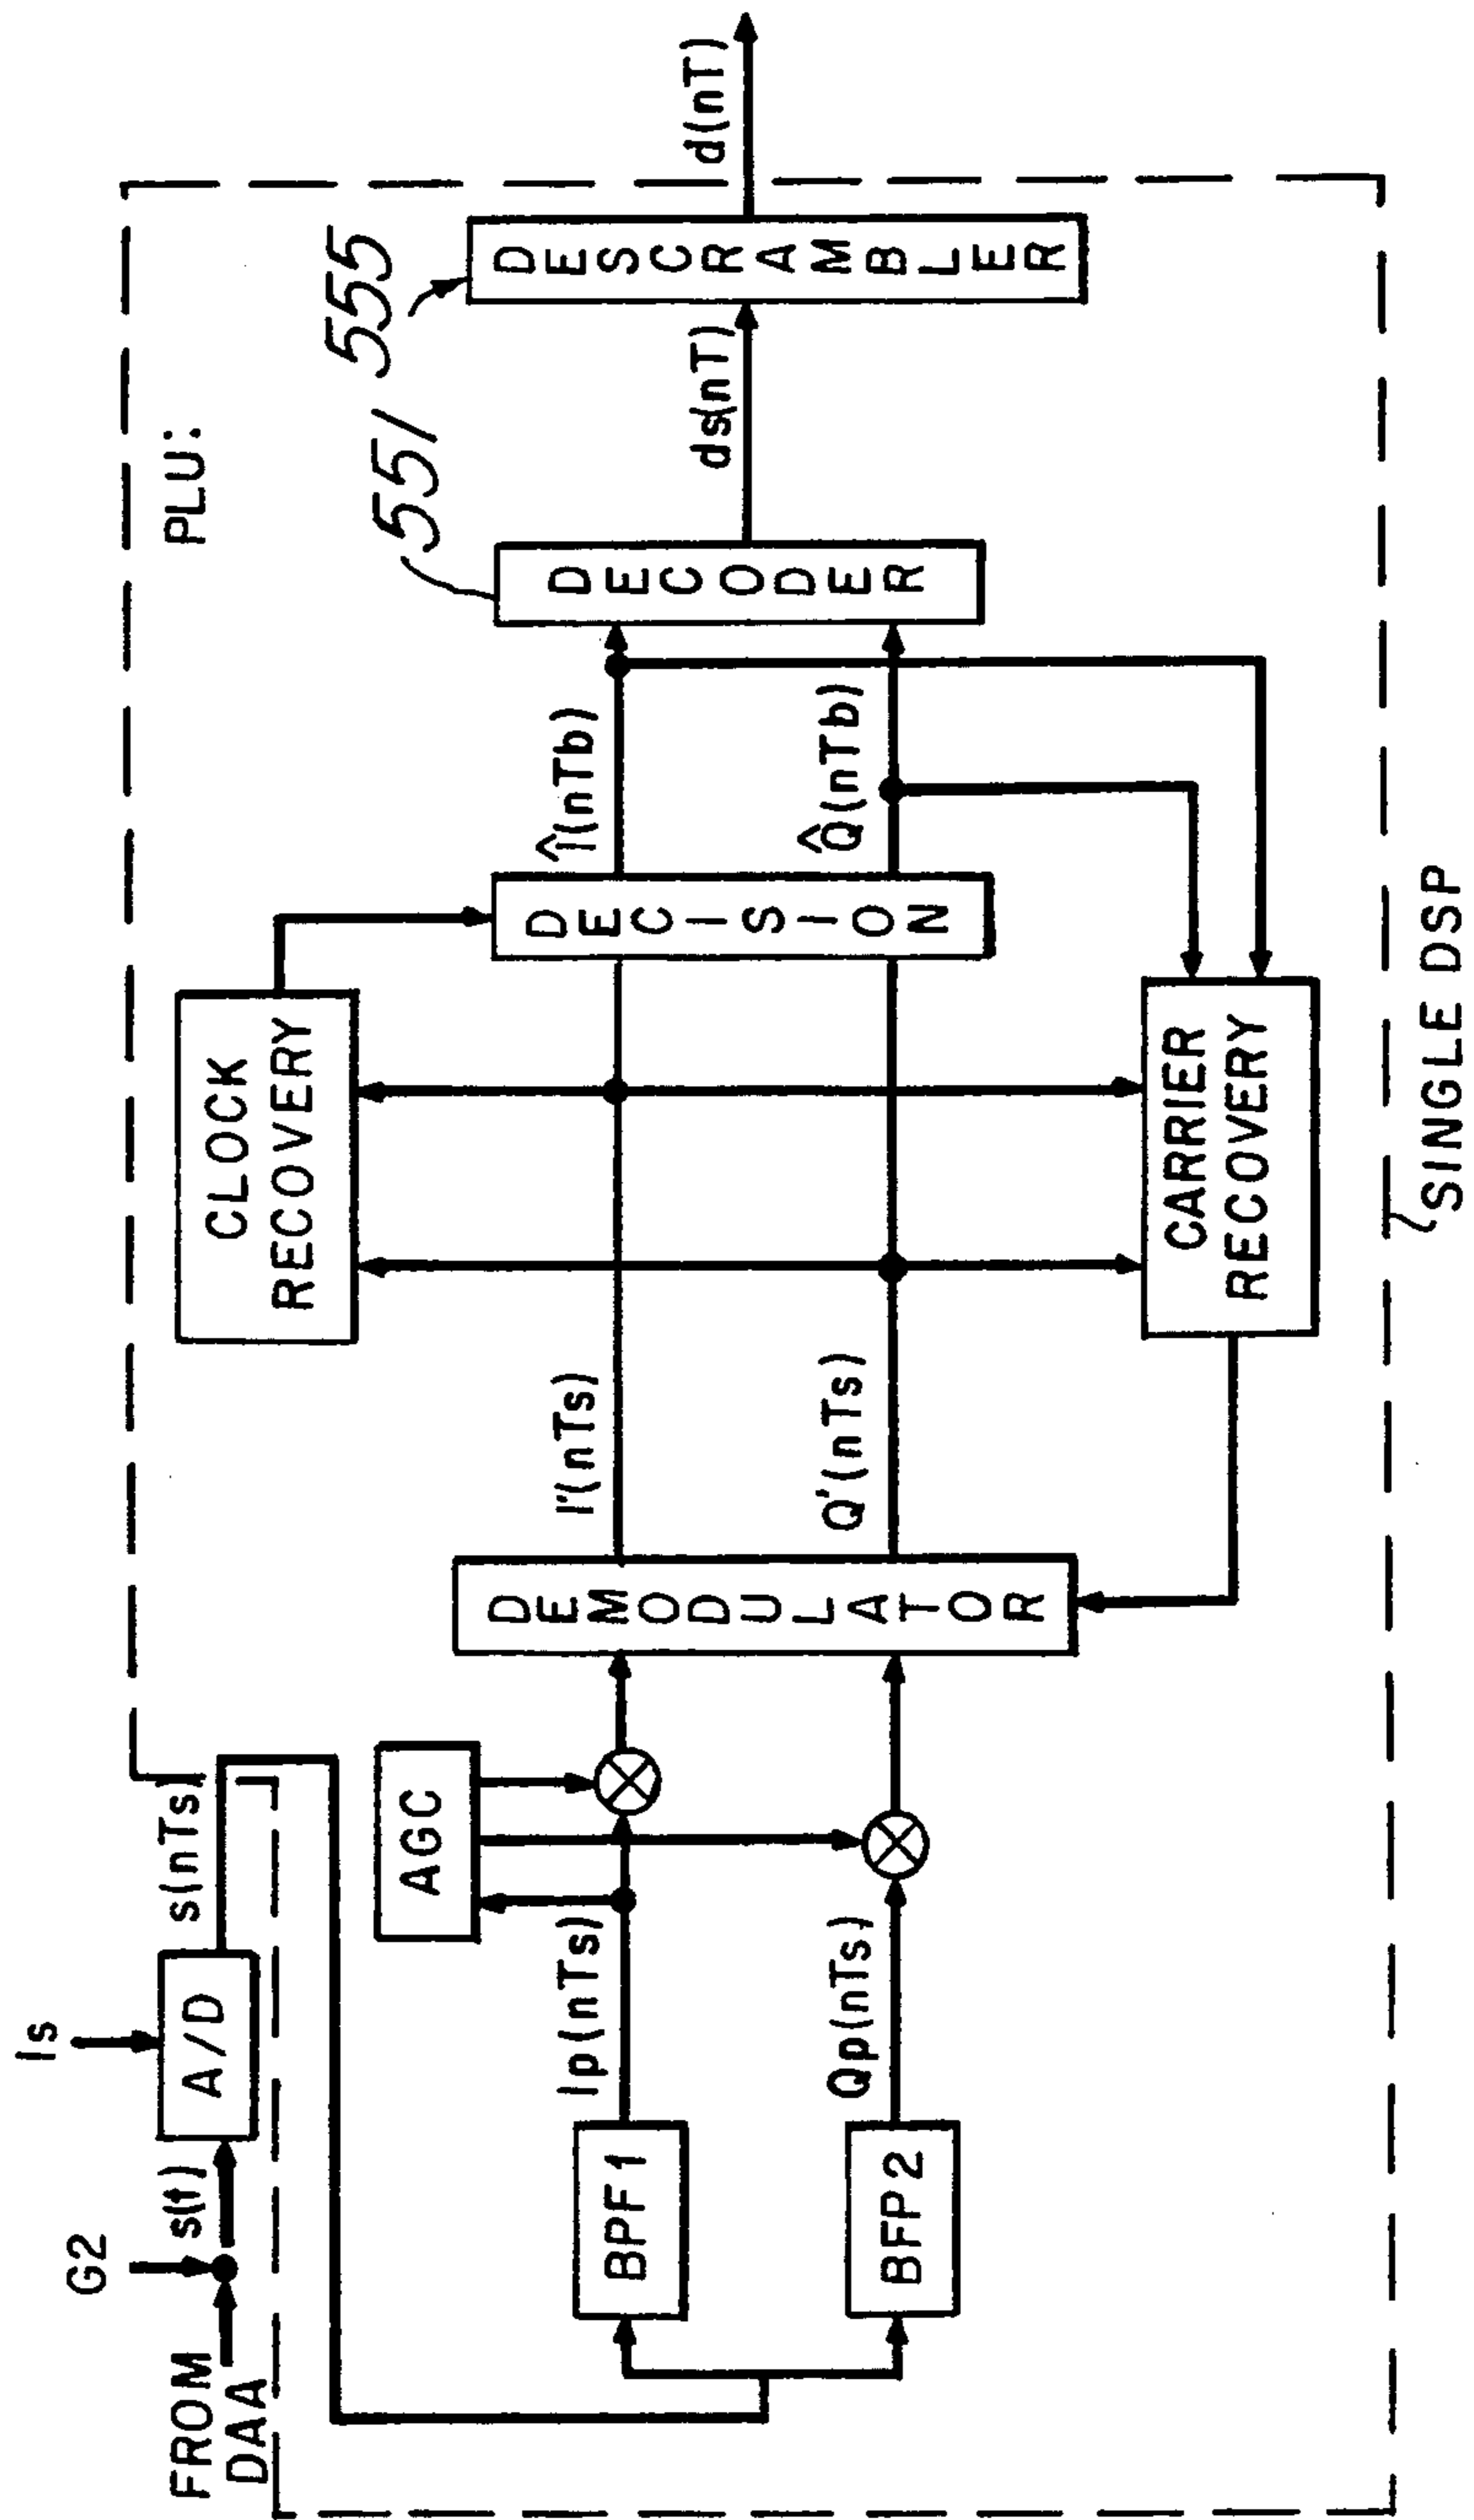 FROM
DAA
G2
s(t)
Is
A/D
s(nTs)
PLU:
BPF1
BFP2
Ip(nTs)
Qp(nTs)
AGC
DEMODULATOR
I'(nTs)
Q'(nTs)
CLOCK
RECOVERY
CARRIER
RECOVERY
DECISION
Î(nTb)
Q̂(nTb)
DECODER
551
ds(nT)
555
DESCRAMBLER
d(nT)
SINGLE DSP